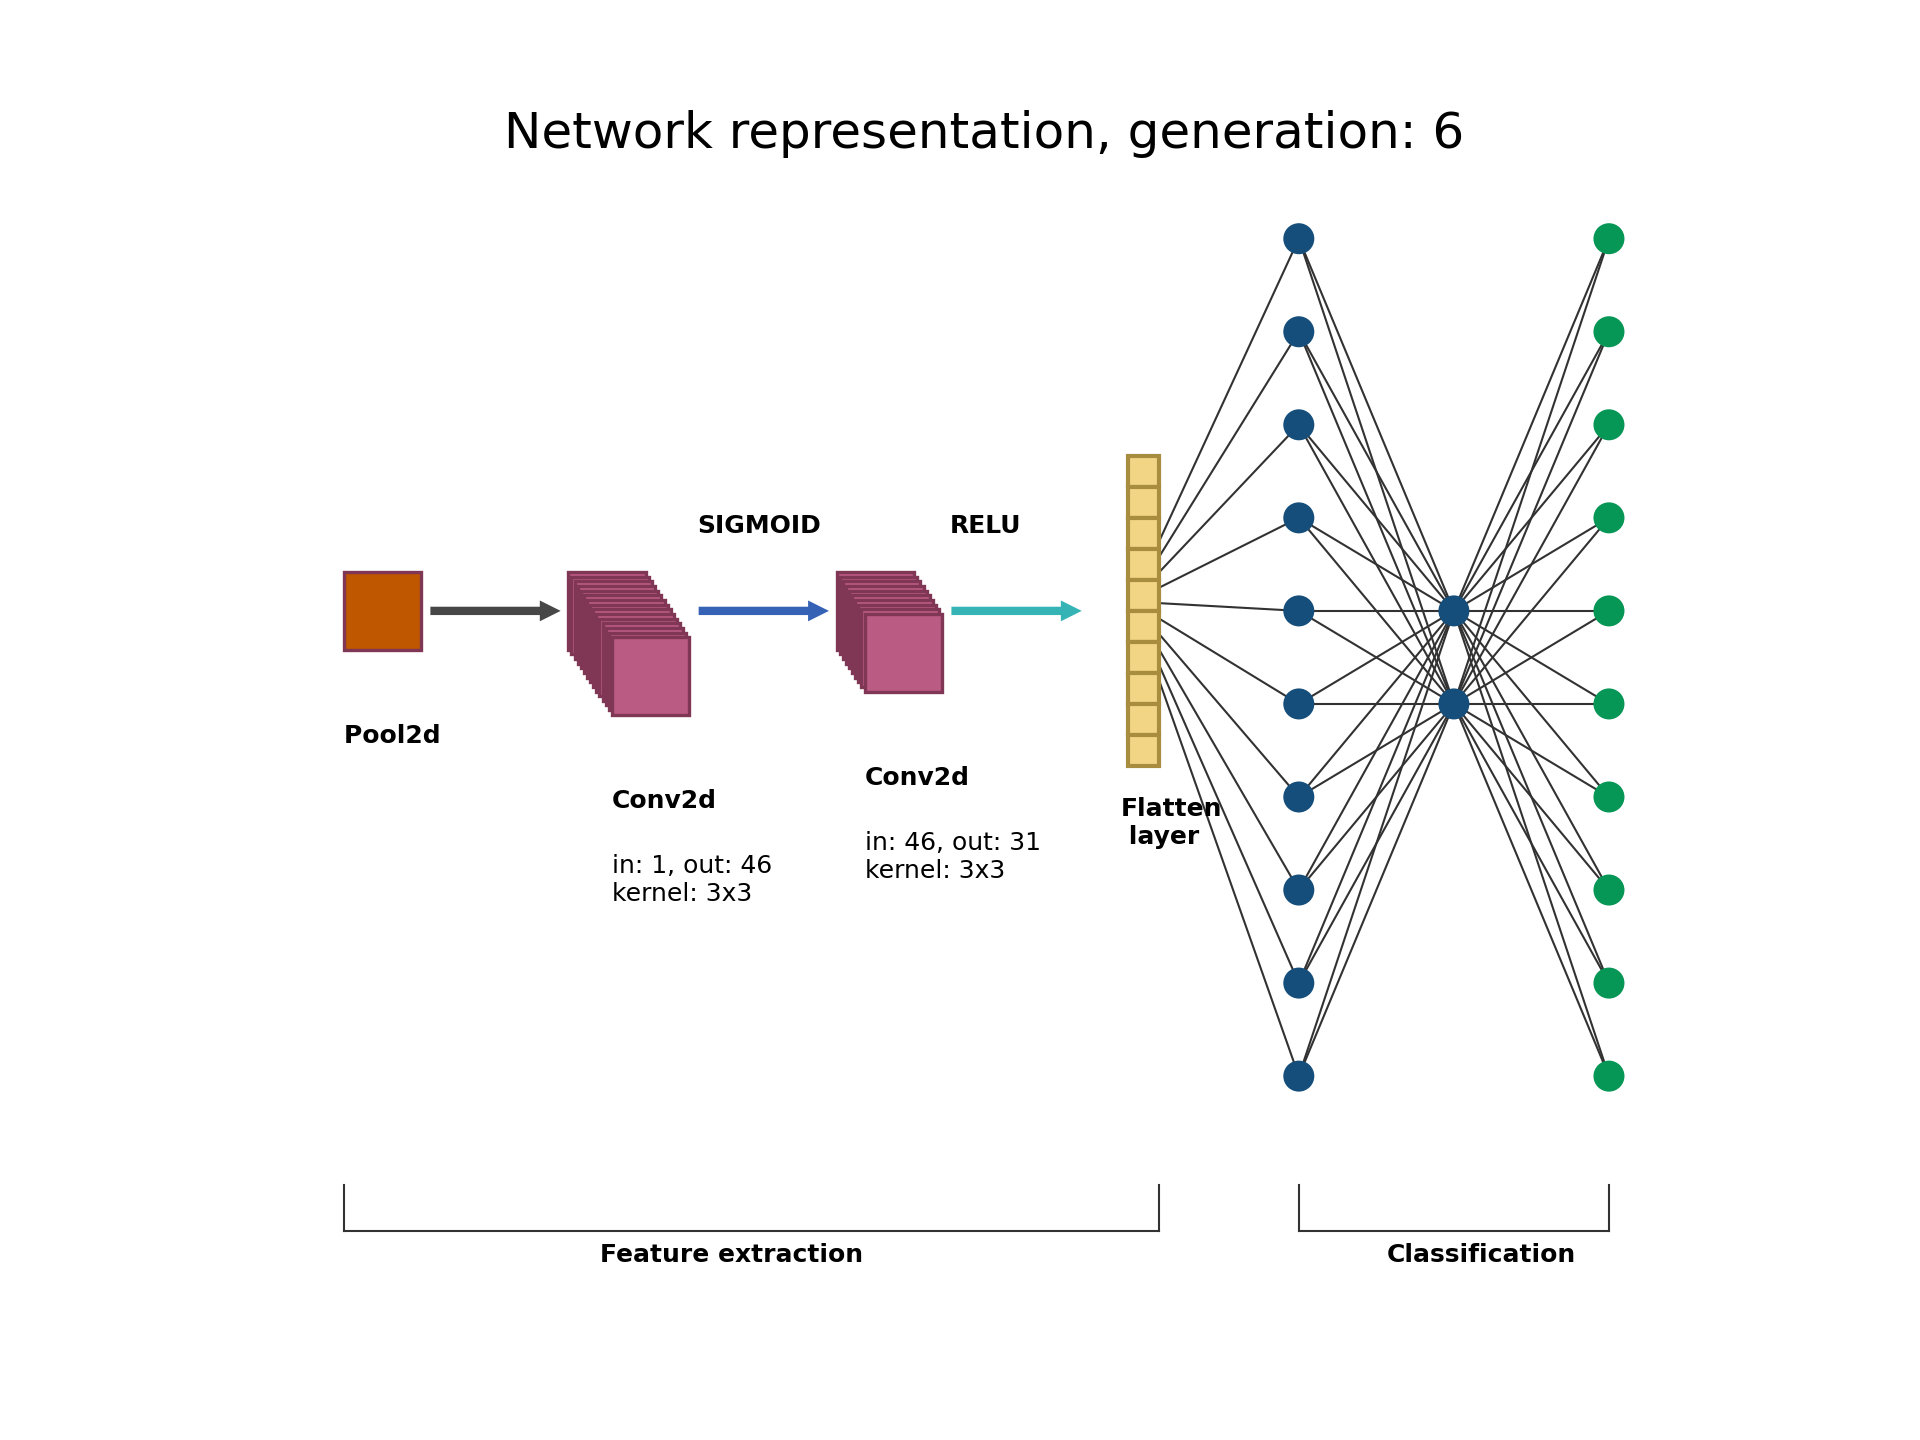 Network representation, generation: 6
SIGMOID
RELU
Pool2d
Conv2d
in: 1, out: 46
kernel: 3x3
Conv2d
in: 46, out: 31
kernel: 3x3
Flatten
layer
Feature extraction
Classification